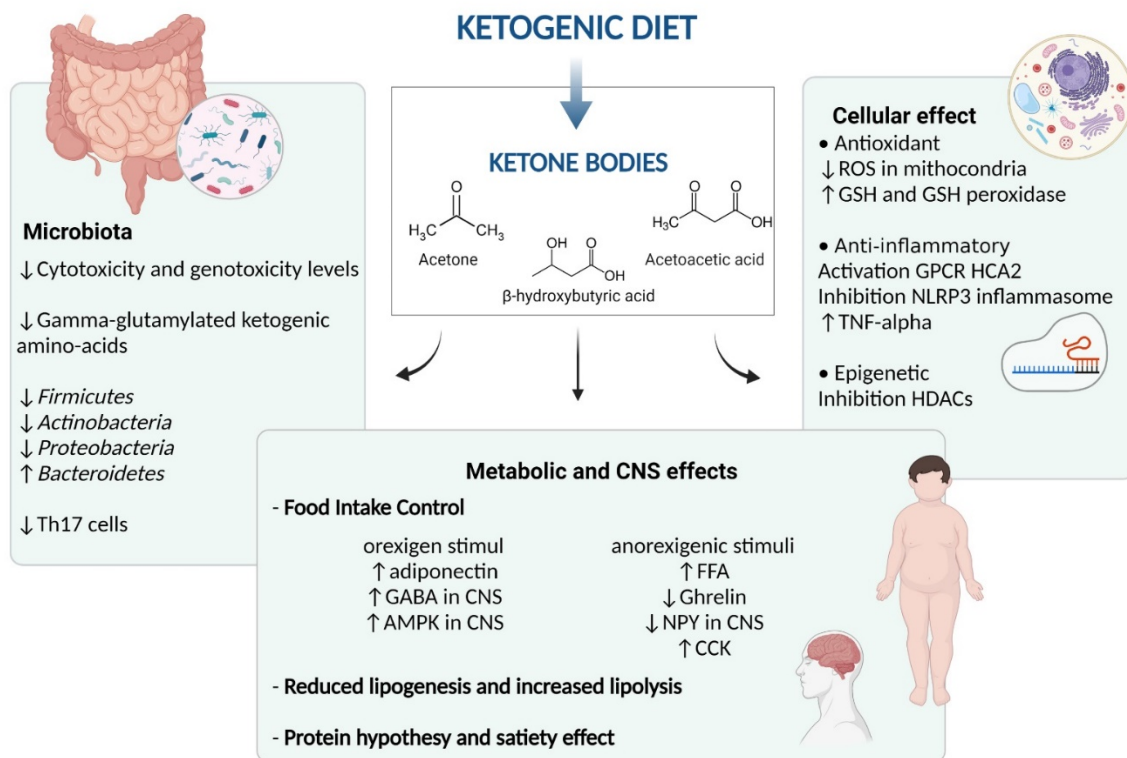 KETOGENIC DIET
KETONE BODIES
O
H₃C CH₃
Acetone
OH O
OH
β-hydroxybutyric acid
O O
H₃C OH
Acetoacetic acid
Microbiota
↓Cytotoxicity and genotoxicity levels
↓Gamma-glutamylated ketogenic
amino-acids
↓Firmicutes
↓Actinobacteria
↓Proteobacteria
↑Bacteroidetes
↓Th17 cells
Cellular effect
• Antioxidant
↓ROS in mithocondria
↑GSH and GSH peroxidase
• Anti-inflammatory
Activation GPCR HCA2
Inhibition NLRP3 inflammasome
↑TNF-alpha
• Epigenetic
Inhibition HDACs
Metabolic and CNS effects
- Food Intake Control
orexigen stimul
↑adiponectin
↑GABA in CNS
↑AMPK in CNS
anorexigenic stimuli
↑FFA
↓Ghrelin
↓NPY in CNS
↑CCK
- Reduced lipogenesis and increased lipolysis
- Protein hypothesy and satiety effect